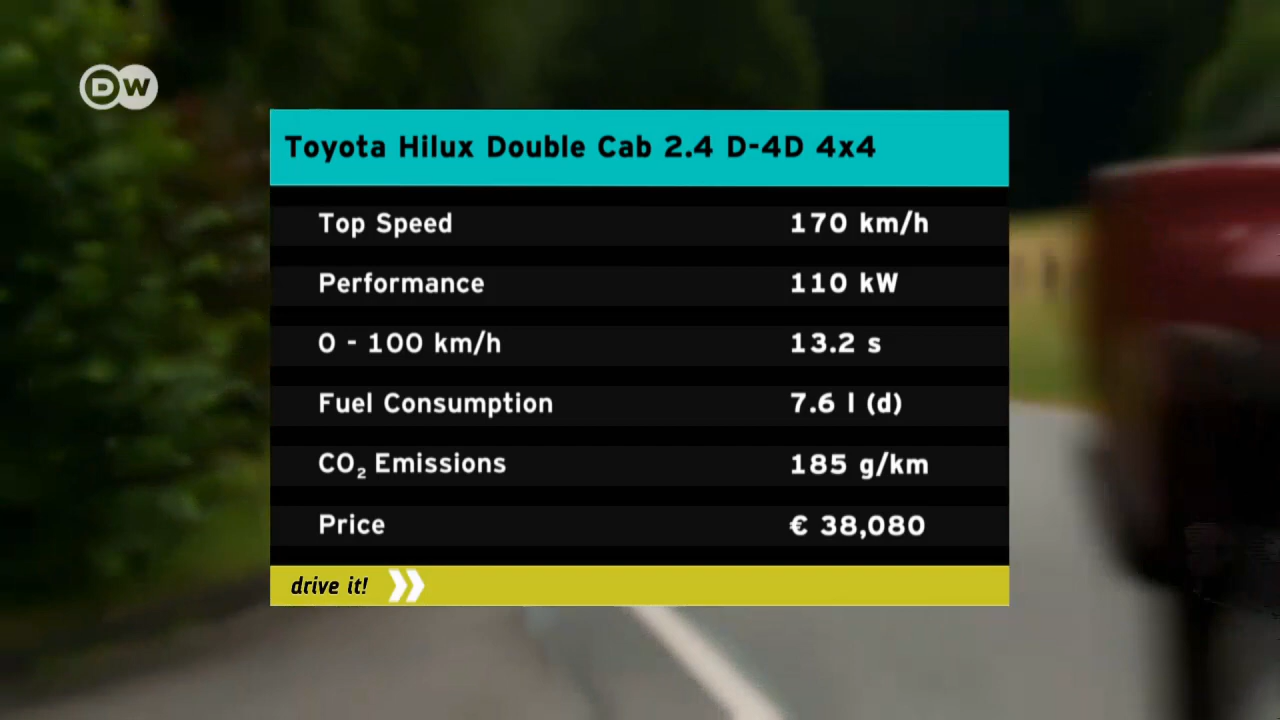 DW
Toyota Hilux Double Cab 2.4 D-4D 4x4
Top Speed 170 km/h
Performance 110 kW
0 - 100 km/h 13.2 s
Fuel Consumption 7.6 l (d)
CO₂ Emissions 185 g/km
Price € 38,080
drive it!